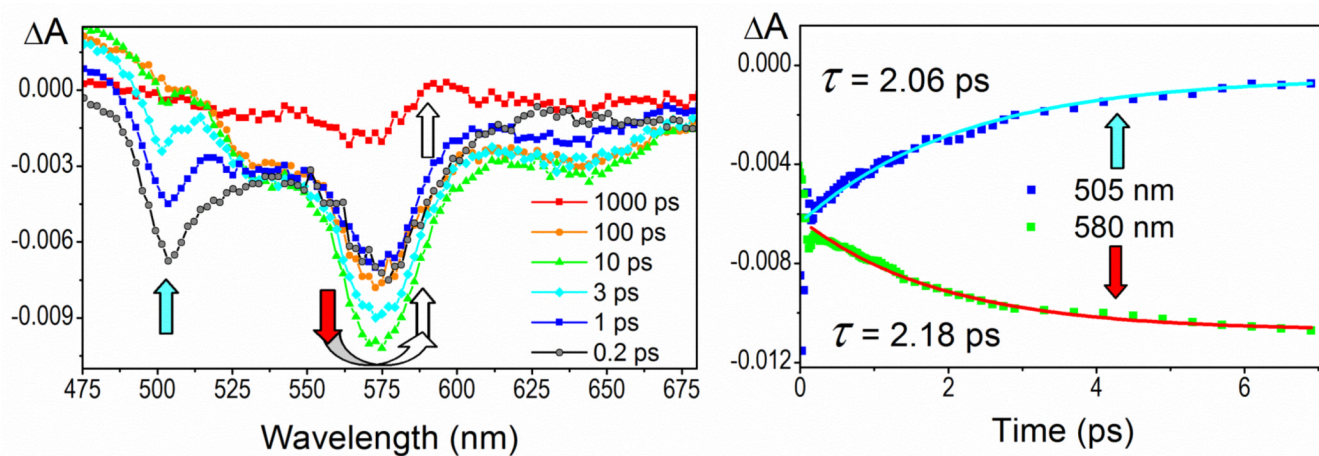 ΔA
0.000
-0.003
-0.006
-0.009
1000 ps
100 ps
10 ps
3 ps
1 ps
0.2 ps
475 500 525 550 575 600 625 650 675
Wavelength (nm)
ΔA
0.000
-0.004
-0.008
-0.012
τ = 2.06 ps
505 nm
580 nm
τ = 2.18 ps
0 2 4 6
Time (ps)